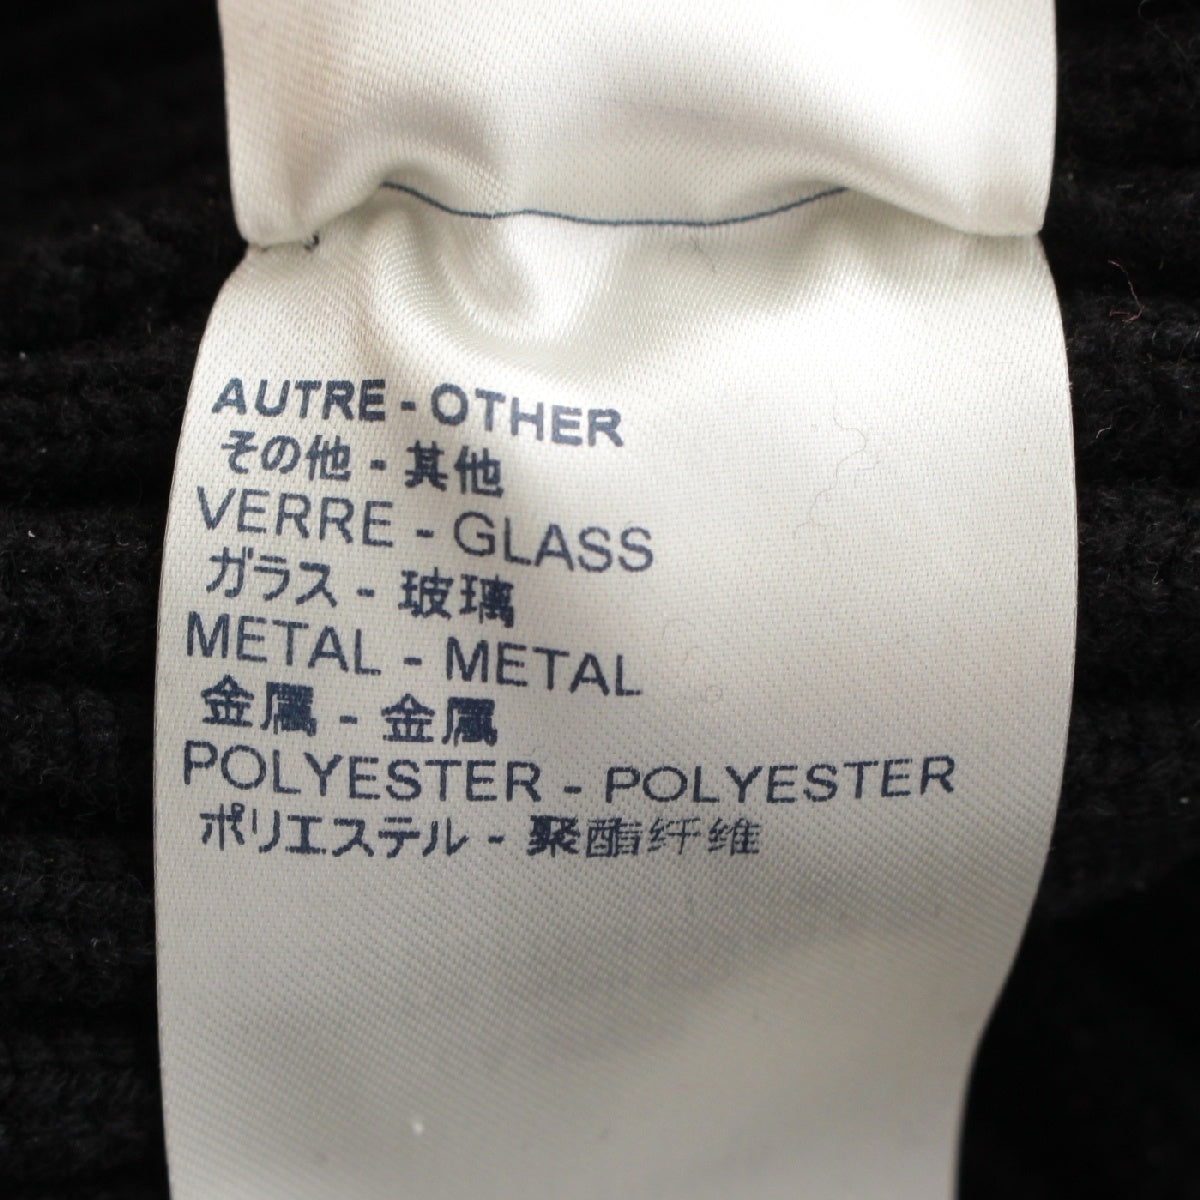 AUTRE - OTHER
その他 - 其他
VERRE - GLASS
ガラス - 玻璃
METAL - METAL
金属 - 金属
POLYESTER - POLYESTER
ポリエステル - 聚酯纤维